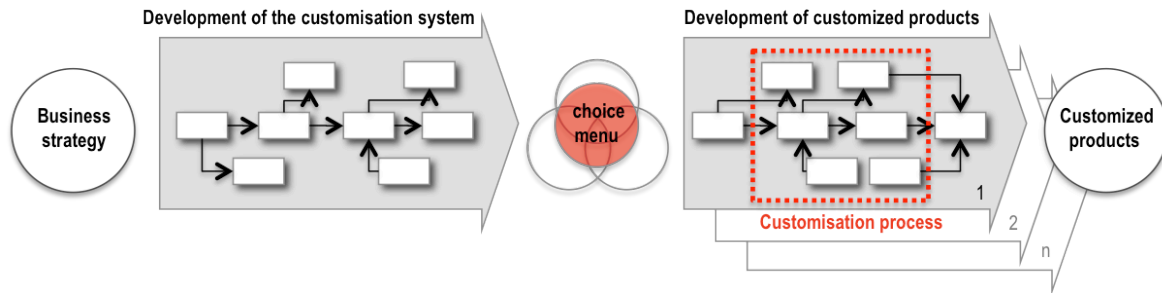 Development of the customisation system
Development of customized products
Business
strategy
choice
menu
Customized
products
1
Customisation process
2
n